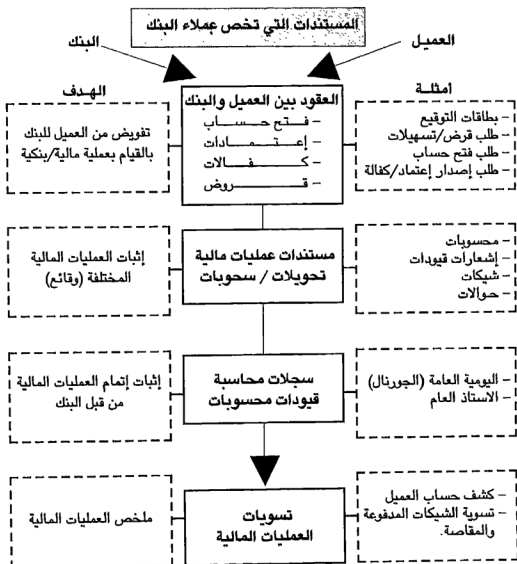 المستندات التي تخص عملاء البنك
العميل
البنك
أمثلة
الهدف
العقود بين العميل والبنك
- فتح حساب
- إعتمادات
- كفالات
- قروض
- بطاقات التوقيع
- طلب قرض/تسهيلات
- طلب فتح حساب
- طلب إصدار إعتماد/كفالة
تفويض من العميل للبنك
بالقيام بعملية مالية/بنكية
مستندات عمليات مالية
تحويلات / سحوبات
- محسوبات
- إشعارات قيودات
- شيكات
- حوالات
إثبات العمليات المالية
المختلفة (وقائع)
سجلات محاسبة
قيودات محسوبات
- اليومية العامة (الجورنال)
- الاستاذ العام
إثبات إتمام العمليات المالية
من قبل البنك
تسويات
العمليات المالية
- كشف حساب العميل
- تسوية الشيكات المدفوعة
والمقاصة.
ملخص العمليات المالية